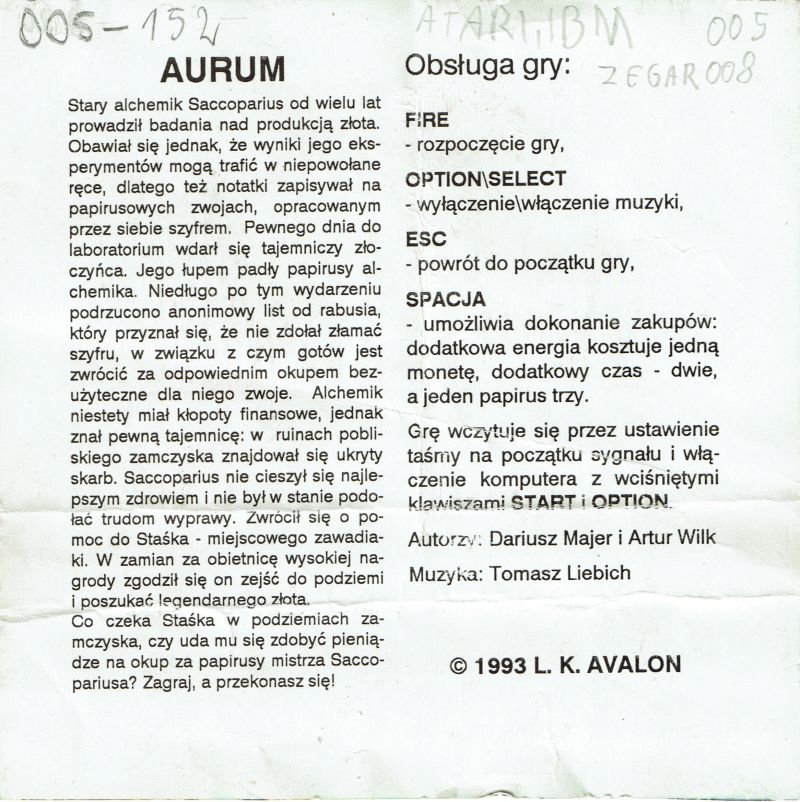 005-152
ATARI, IBM 005
ZEGAR 008
AURUM
Stary alchemik Saccoparius od wielu lat
prowadził badania nad produkcją złota.
Obawiał się jednak, że wyniki jego eks-
perymentów mogą trafić w niepowołane
ręce, dlatego też notatki zapisywał na
papirusowych zwojach, opracowanym
przez siebie szyfrem. Pewnego dnia do
laboratorium wdarł się tajemniczy zło-
czyńca. Jego łupem padły papirusy al-
chemika. Niedługo po tym wydarzeniu
podrzucono anonimowy list od rabusia,
który przyznał się, że nie zdołał złamać
szyfru, w związku z czym gotów jest
zwrócić za odpowiednim okupem bez-
użyteczne dla niego zwoje. Alchemik
niestety miał kłopoty finansowe, jednak
znał pewną tajemnicę: w ruinach pobli-
skiego zamczyska znajdował się ukryty
skarb. Saccoparius nie cieszył się najle-
pszym zdrowiem i nie był w stanie podo-
łać trudom wyprawy. Zwrócił się o po-
moc do Staśka - miejscowego zawadia-
ki. W zamian za obietnicę wysokiej na-
grody zgodził się on zejść do podziemi
i poszukać legendarnego złota.
Co czeka Staśka w podziemiach za-
mczyska, czy uda mu się zdobyć pienią-
dze na okup za papirusy mistrza Sacco-
pariusa? Zagraj, a przekonasz się!
Obsługa gry:
FIRE
- rozpoczęcie gry,
OPTION\SELECT
- wyłączenie\włączenie muzyki,
ESC
- powrót do początku gry,
SPACJA
- umożliwia dokonanie zakupów:
dodatkowa energia kosztuje jedną
monetę, dodatkowy czas - dwie,
a jeden papirus trzy.
Grę wczytuje się przez ustawienie
taśmy na początku sygnału i włą-
czenie komputera z wciśniętymi
klawiszami START i OPTION.
Autorzy: Dariusz Majer i Artur Wilk
Muzyka: Tomasz Liebich
© 1993 L. K. AVALON